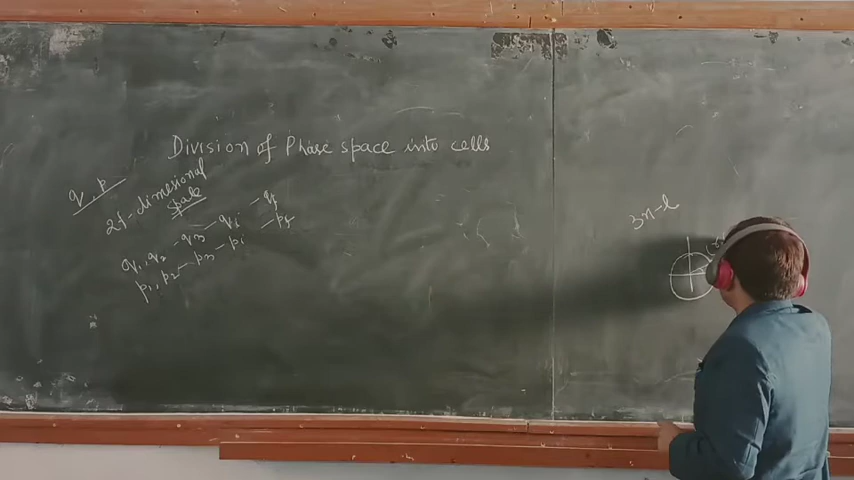 Division of Phase space into cells
q, p
2f-dimesional
space
q1, q2 - q3 - qi - qf
p1, p2 - p3 - pi - pf
3n-l